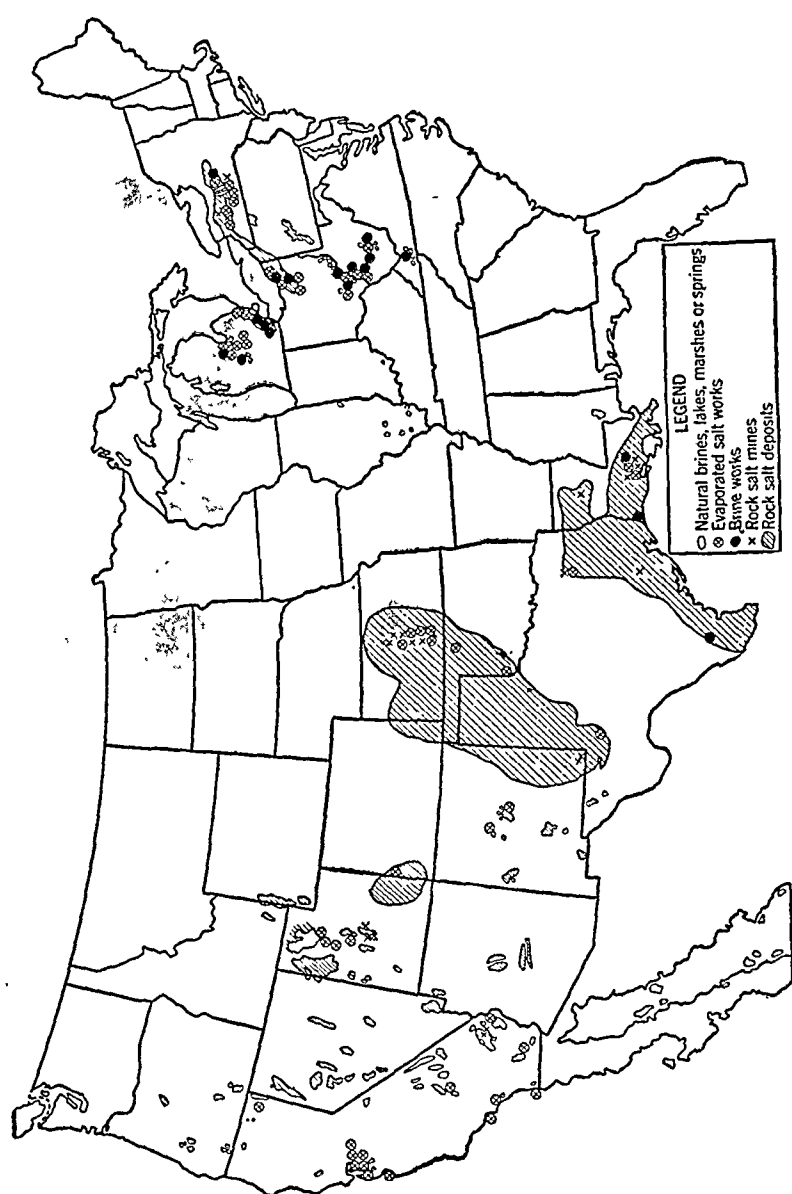 LEGEND
Natural brines, lakes, marshes or springs
Evaporated salt works
Brine works
Rock salt mines
Rock salt deposits